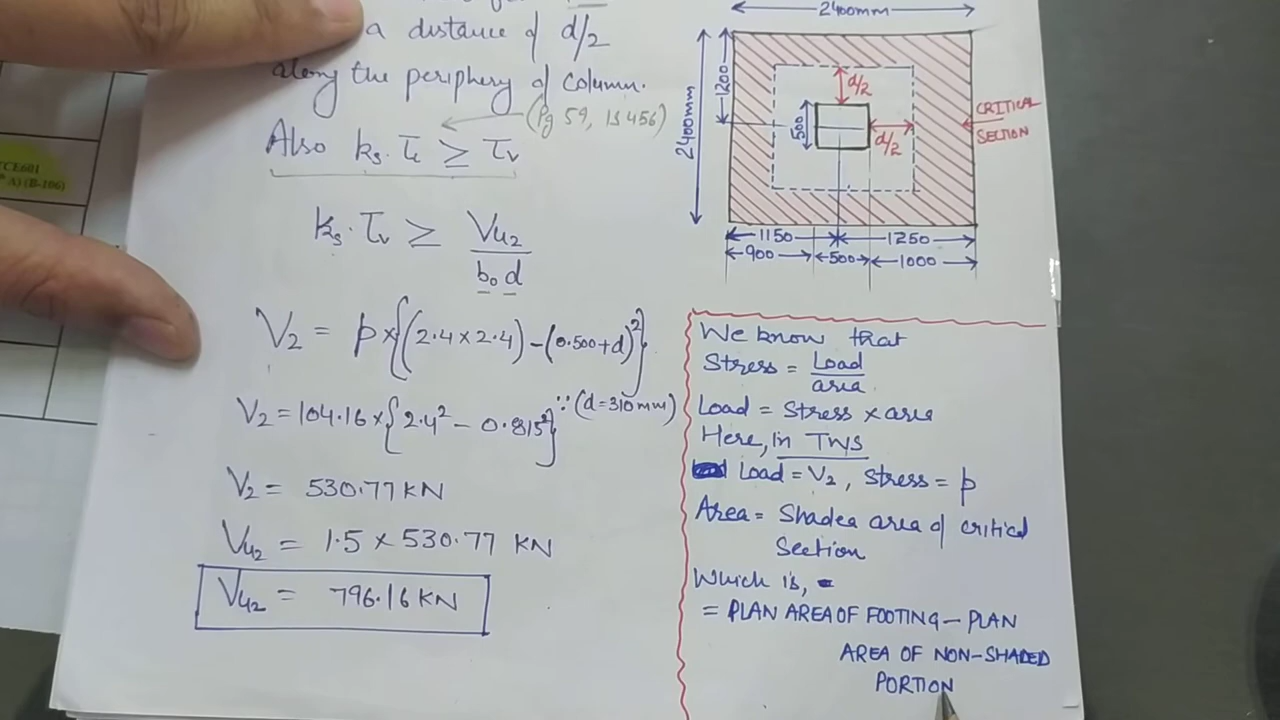 a distance of d/2
along the periphery of column.
(Pg 59, IS 456)
Also ks. τc ≥ τv
ks. τv ≥ Vu2 / b₀ d
V2 = p×{(2.4×2.4)-(0.500+d)²}
V2 = 104.16×{2.4² - 0.815²} ∵ (d=310mm)
V2 = 530.77 KN
Vu2 = 1.5 × 530.77 KN
Vu2 = 796.16 KN
TCE601
A) (B-106)
2400mm
2400mm
1200
500
d/2
d/2
CRITICAL
SECTION
1150
1250
900
500
1000
We know that
Stress = Load / area
Load = Stress × area
Here, in TWS
Load = V2, Stress = p
Area = Shaded area of critical
Section
Which is,
= PLAN AREA OF FOOTING - PLAN
AREA OF NON-SHADED
PORTION